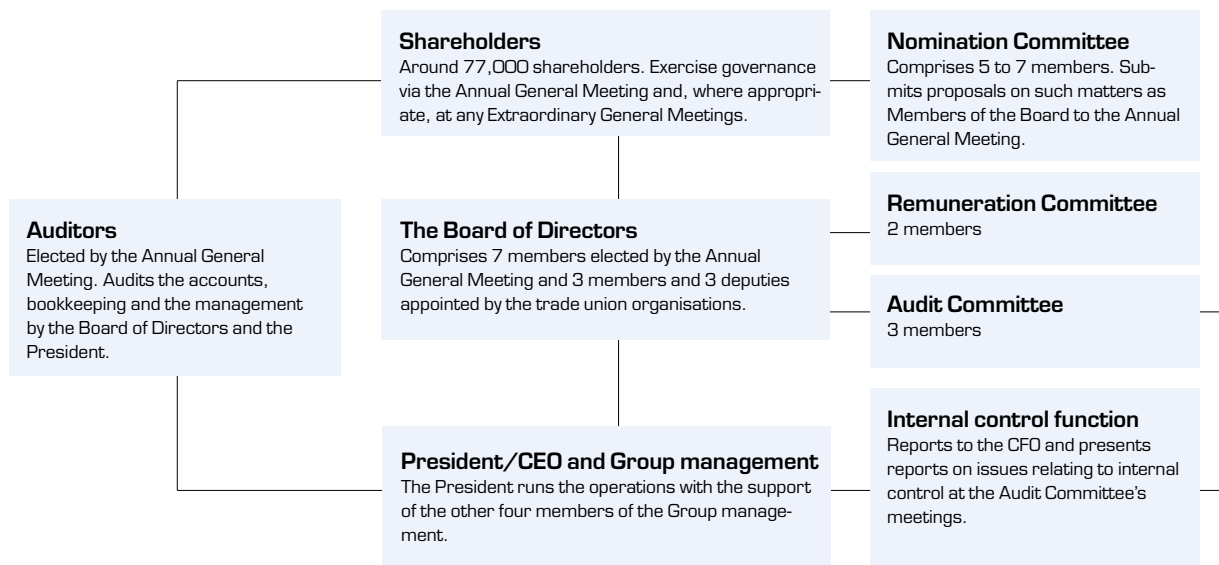 Shareholders
Around 77,000 shareholders. Exercise governance
via the Annual General Meeting and, where appropri-
ate, at any Extraordinary General Meetings.
Nomination Committee
Comprises 5 to 7 members. Sub-
mits proposals on such matters as
Members of the Board to the Annual
General Meeting.
Auditors
Elected by the Annual General
Meeting. Audits the accounts,
bookkeeping and the management
by the Board of Directors and the
President.
The Board of Directors
Comprises 7 members elected by the Annual
General Meeting and 3 members and 3 deputies
appointed by the trade union organisations.
Remuneration Committee
2 members
Audit Committee
3 members
President/CEO and Group management
The President runs the operations with the support
of the other four members of the Group manage-
ment.
Internal control function
Reports to the CFO and presents
reports on issues relating to internal
control at the Audit Committee's
meetings.